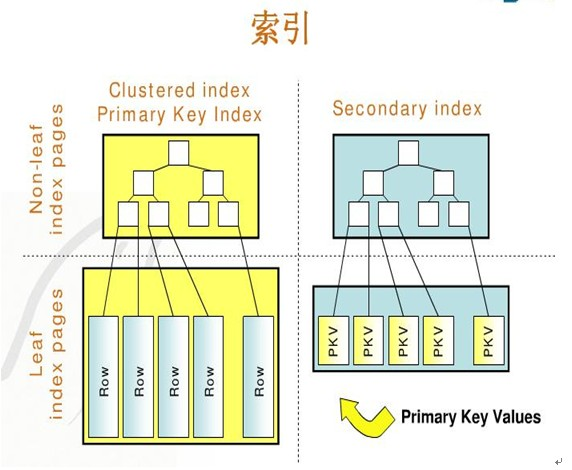 索引
Clustered index
Primary Key Index
Secondary index
Non-leaf
index pages
Leaf
index pages
Row
Row
Row
Row
Row
PKV
PKV
PKV
PKV
PKV
Primary Key Values